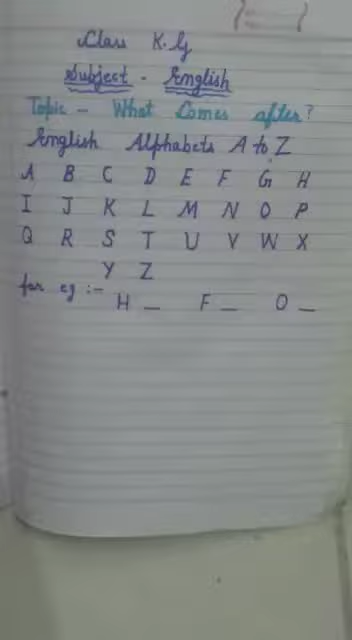 Class K.G
Subject - English
Topic - What Comes after?
English Alphabets A to Z
A B C D E F G H
I J K L M N O P
Q R S T U V W X
Y Z
for eg :-
H _ F _ O _